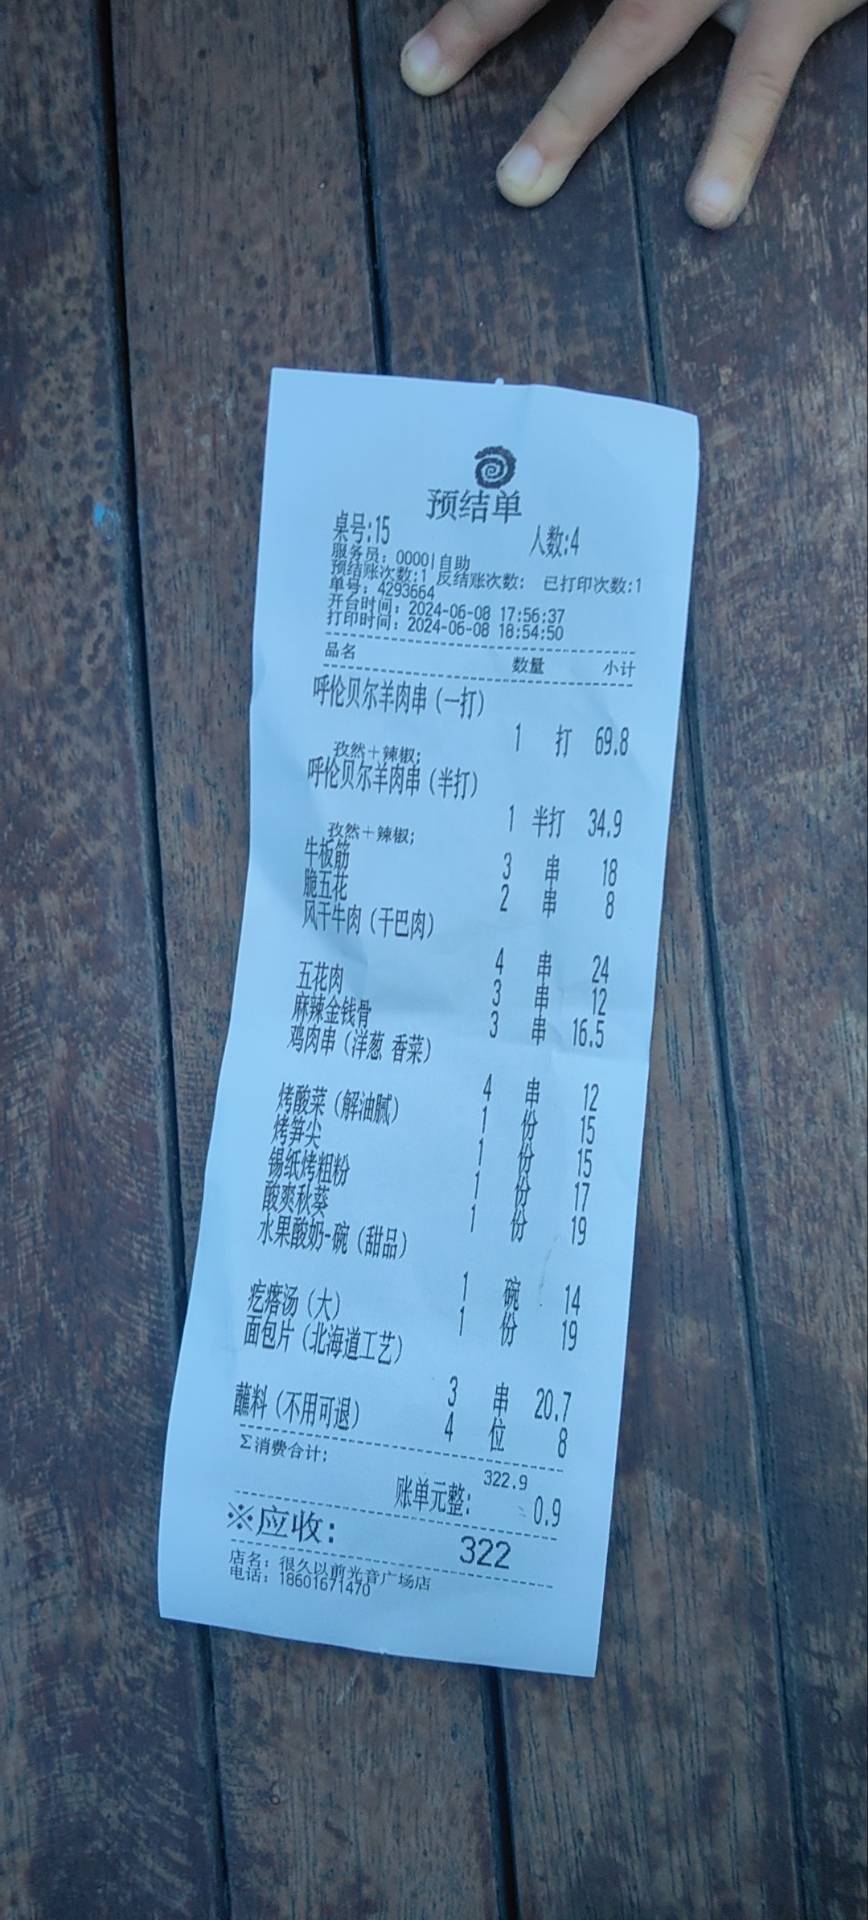 预结单
桌号:15 人数:4
服务员: 0000|自助
预结账次数:1 反结账次数: 已打印次数:1
单号: 4293664
开台时间: 2024-06-08 17:56:37
打印时间: 2024-06-08 18:54:50
品名 数量 小计
呼伦贝尔羊肉串(一打)
1 打 69.8
孜然+辣椒;
呼伦贝尔羊肉串(半打)
1 半打 34.9
孜然+辣椒;
牛板筋 3 串 18
脆五花 2 串 8
风干牛肉(干巴肉)
4 串 24
五花肉 3 串 12
麻辣金钱骨 3 串 16.5
鸡肉串(洋葱 香菜)
4 串 12
烤酸菜(解油腻) 1 份 15
烤笋尖 1 份 15
锡纸烤粗粉 1 份 17
酸爽秋葵 1 份 19
水果酸奶-碗(甜品)
1 碗 14
疙瘩汤(大) 1 份 19
面包片(北海道工艺)
3 串 20.7
蘸料(不用可退) 4 位 8
Σ消费合计: 322.9
账单元整: 0.9
※应收: 322
店名: 很久以前光音广场店
电话: 18601671470